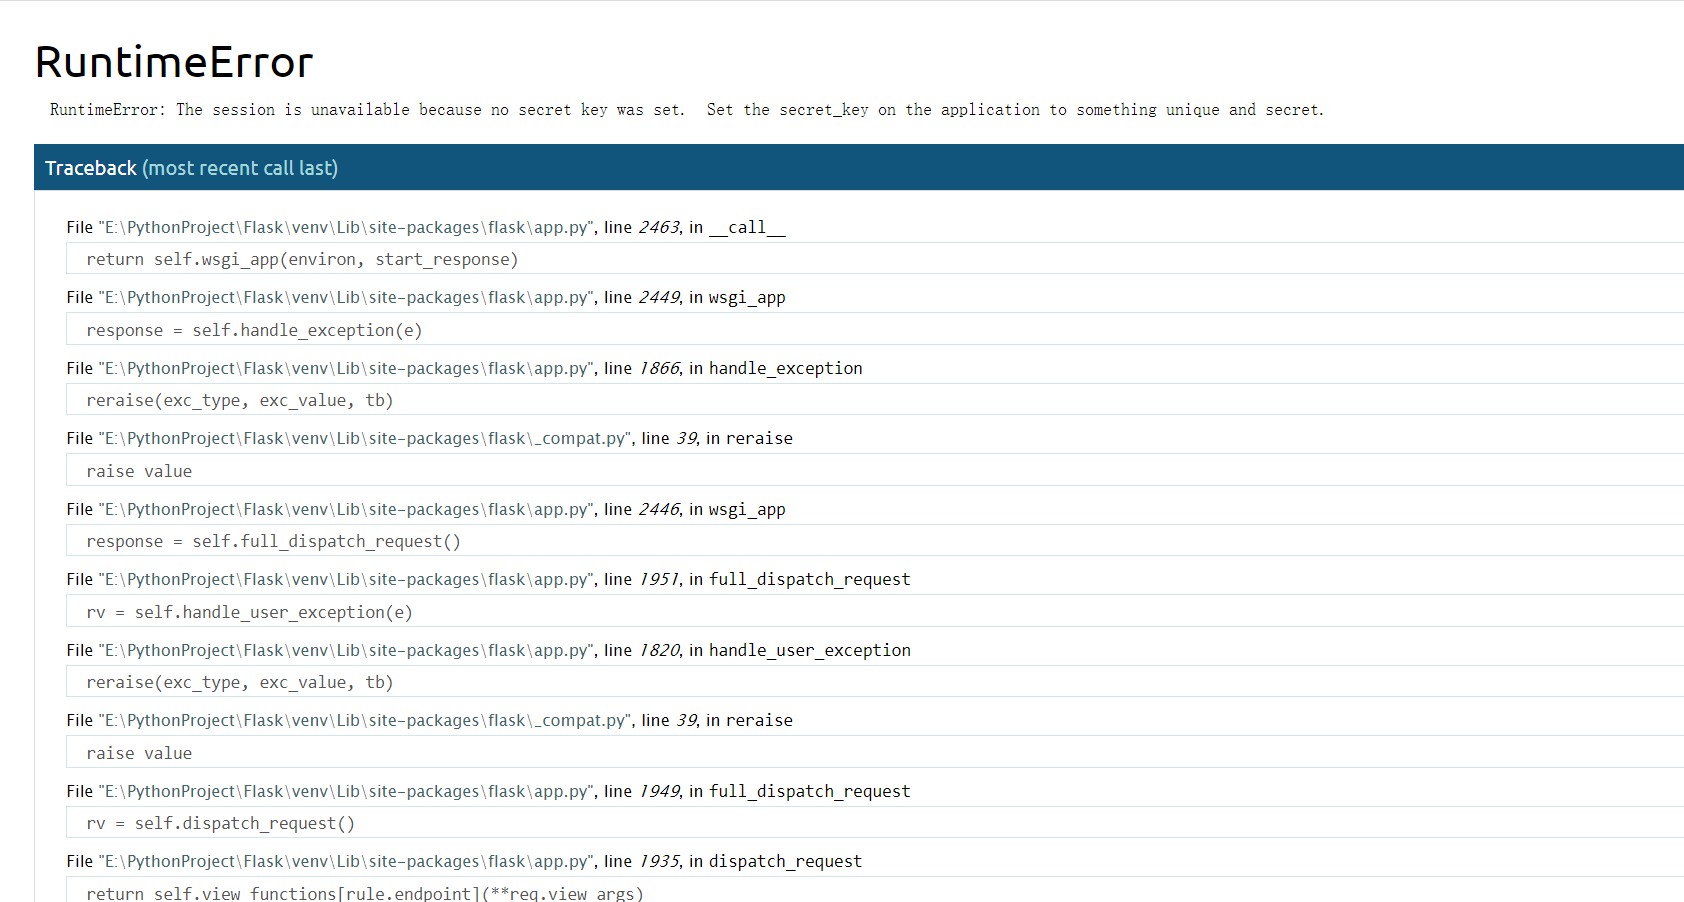 RuntimeError
RuntimeError: The session is unavailable because no secret key was set.  Set the secret_key on the application to something unique and secret.
Traceback (most recent call last)
File "E:\PythonProject\Flask\venv\Lib\site-packages\flask\app.py", line 2463, in __call__
return self.wsgi_app(environ, start_response)
File "E:\PythonProject\Flask\venv\Lib\site-packages\flask\app.py", line 2449, in wsgi_app
response = self.handle_exception(e)
File "E:\PythonProject\Flask\venv\Lib\site-packages\flask\app.py", line 1866, in handle_exception
reraise(exc_type, exc_value, tb)
File "E:\PythonProject\Flask\venv\Lib\site-packages\flask\_compat.py", line 39, in reraise
raise value
File "E:\PythonProject\Flask\venv\Lib\site-packages\flask\app.py", line 2446, in wsgi_app
response = self.full_dispatch_request()
File "E:\PythonProject\Flask\venv\Lib\site-packages\flask\app.py", line 1951, in full_dispatch_request
rv = self.handle_user_exception(e)
File "E:\PythonProject\Flask\venv\Lib\site-packages\flask\app.py", line 1820, in handle_user_exception
reraise(exc_type, exc_value, tb)
File "E:\PythonProject\Flask\venv\Lib\site-packages\flask\_compat.py", line 39, in reraise
raise value
File "E:\PythonProject\Flask\venv\Lib\site-packages\flask\app.py", line 1949, in full_dispatch_request
rv = self.dispatch_request()
File "E:\PythonProject\Flask\venv\Lib\site-packages\flask\app.py", line 1935, in dispatch_request
return self.view_functions[rule.endpoint](**req.view_args)